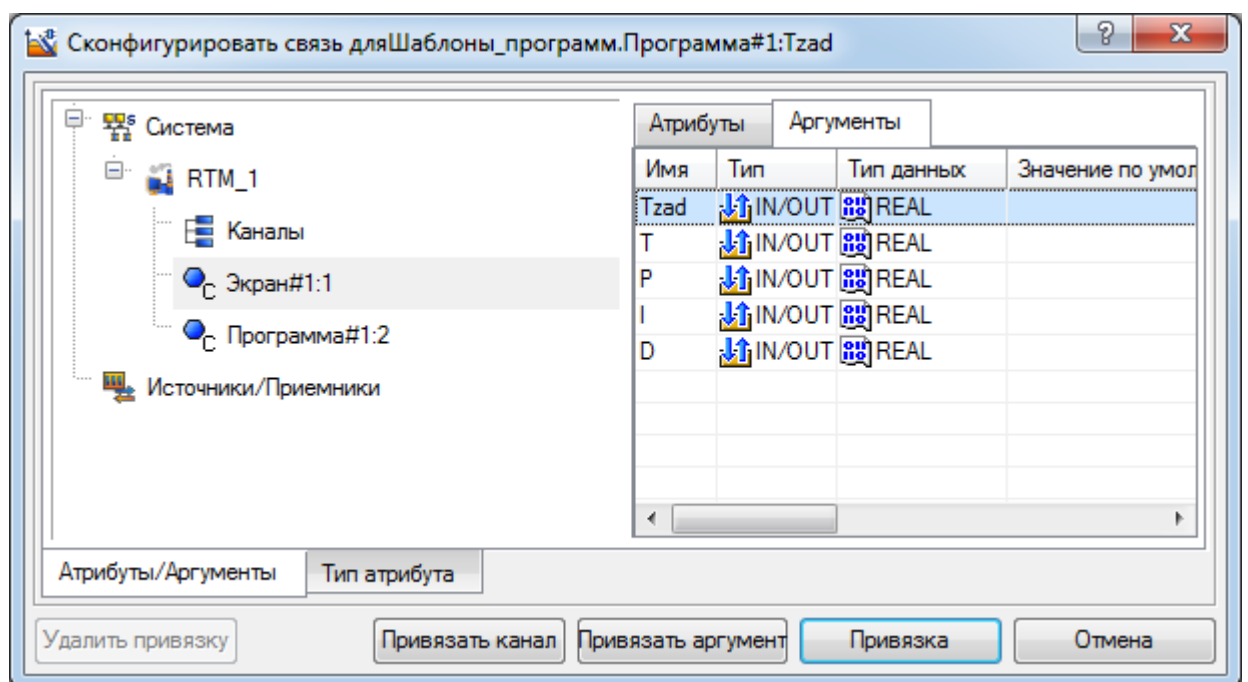 Сконфигурировать связь дляШаблоны_программ.Программа#1:Tzad
Система
RTM_1
Каналы
Экран#1:1
Программа#1:2
Источники/Приемники
Атрибуты Аргументы
Имя Тип Тип данных Значение по умол
Tzad IN/OUT REAL
T IN/OUT REAL
P IN/OUT REAL
I IN/OUT REAL
D IN/OUT REAL
Атрибуты/Аргументы Тип атрибута
Удалить привязку Привязать канал Привязать аргумент Привязка Отмена